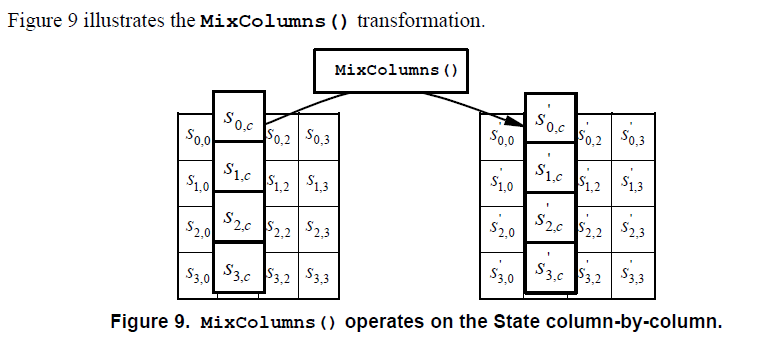 Figure 9 illustrates the MixColumns() transformation.
MixColumns()
S0,c S'0,c
S0,0 S0,2 S0,3 S'0,0 S'0,2 S'0,3
S1,c S'1,c
S1,0 S1,2 S1,3 S'1,0 S'1,2 S'1,3
S2,c S'2,c
S2,0 S2,2 S2,3 S'2,0 S'2,2 S'2,3
S3,0 S3,c S3,2 S3,3 S'3,0 S'3,c S'3,2 S'3,3
Figure 9. MixColumns() operates on the State column-by-column.